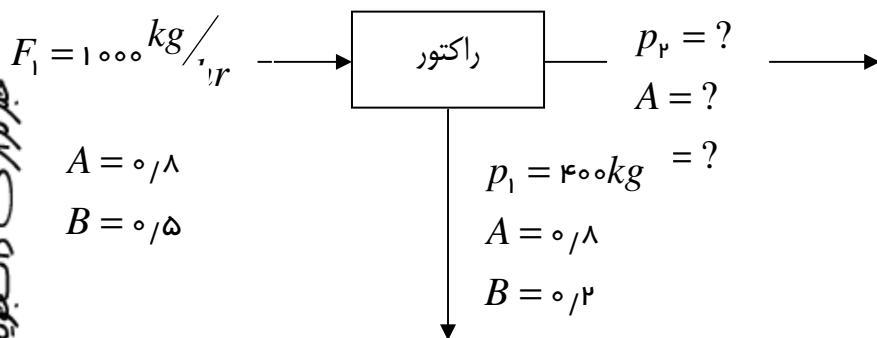 F₁ = ۱۰۰۰ kg/hr
A = ۰/۸
B = ۰/۵
راکتور
p₂ = ?
A = ?
= ?
p₁ = ۴۰۰kg
A = ۰/۸
B = ۰/۲